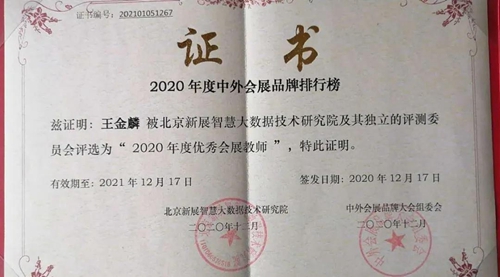 证书编号：202101051267
证书
2020年度中外会展品牌排行榜
兹证明：王金麟 被北京新展智慧大数据技术研究院及其独立的评测委
员会评选为“2020年度优秀会展教师”，特此证明。
有效期至：2021年12月17日 签发日期：2020年12月17日
北京新展智慧大数据技术研究院 中外会展品牌大会组委会
二〇二〇年十二月 二〇二〇年十二月